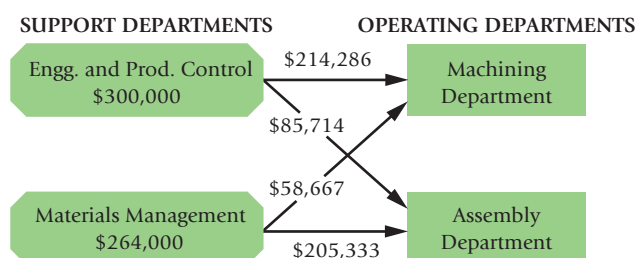 SUPPORT DEPARTMENTS
OPERATING DEPARTMENTS
Engg. and Prod. Control
$300,000
$214,286
Machining
Department
$85,714
$58,667
Materials Management
$264,000
$205,333
Assembly
Department